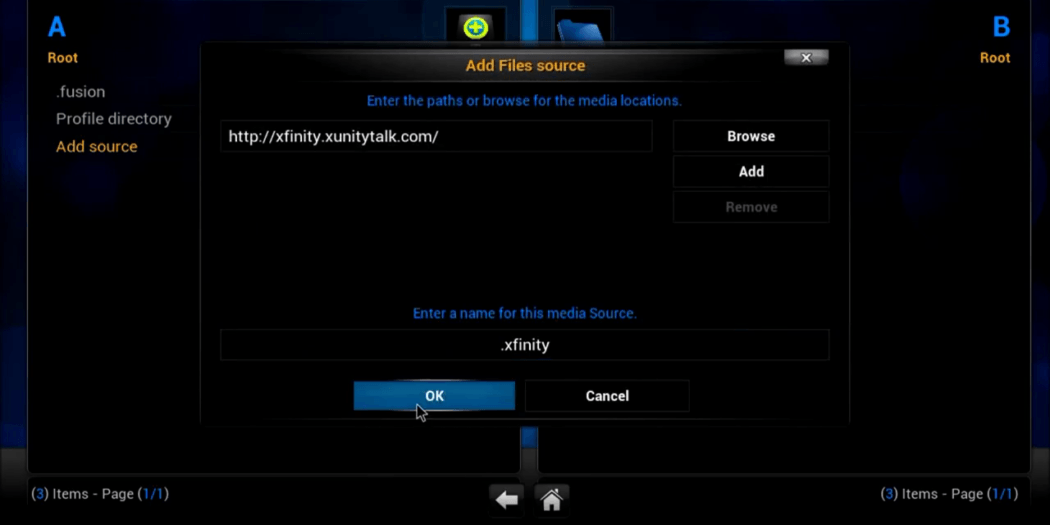 A
B
Root
Root
.fusion
Profile directory
Add source
Add Files source
Enter the paths or browse for the media locations.
http://xfinity.xunitytalk.com/
Browse
Add
Remove
Enter a name for this media Source.
.xfinity
OK
Cancel
(3) Items - Page (1/1)
(3) Items - Page (1/1)